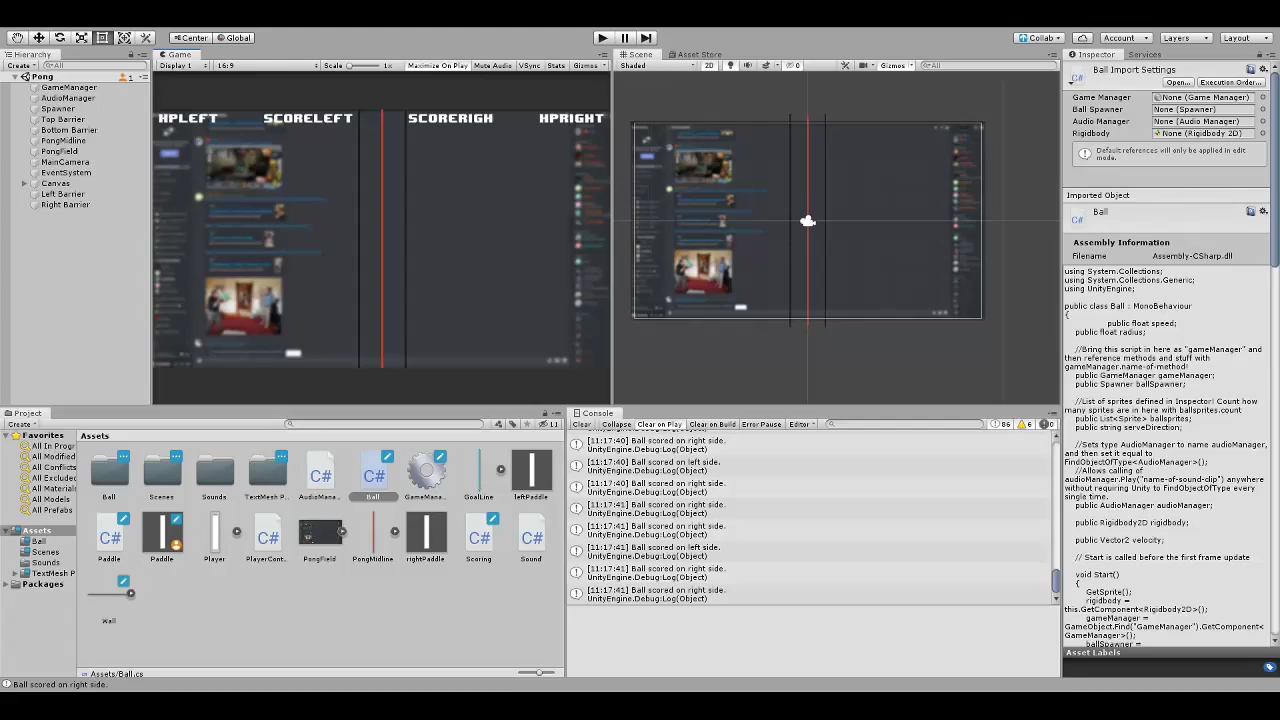 Center
Global
Collab
Account
Layers
Layout
Hierarchy
Create
All
Pong
1
GameManager
AudioManager
Spawner
Top Barrier
Bottom Barrier
PongMidline
PongField
MainCamera
EventSystem
Canvas
Left Barrier
Right Barrier
Game
Display 1
16:9
Scale
1x
Maximize On Play
Mute Audio
VSync
Stats
Gizmos
HPLEFT
SCORELEFT
SCORERIGH
HPRIGHT
Scene
Asset Store
Shaded
2D
0
Gizmos
All
Inspector
Services
Ball Import Settings
Open...
Execution Order...
Game Manager
None (Game Manager)
Ball Spawner
None (Spawner)
Audio Manager
None (Audio Manager)
Rigidbody
None (Rigidbody 2D)
Default references will only be applied in edit
mode.
Imported Object
Ball
Assembly Information
Filename
Assembly-CSharp.dll
using System.Collections;
using System.Collections.Generic;
using UnityEngine;
public class Ball : MonoBehaviour
{
public float speed;
public float radius;
//Bring this script in here as "gameManager"
and then reference methods and stuff with
gameManager.name-of-method!
public GameManager gameManager;
public Spawner ballSpawner;
//List of sprites defined in Inspector! Count how
many sprites are in here with ballsprites.count
public List<Sprite> ballsprites;
public string serveDirection;
//Sets type AudioManager to name audiomanager,
and then set it equal to
FindObjectOfType<AudioManager>();
//Allows calling of
audioManager.Play("name-of-sound-clip") anywhere
without requiring Unity to FindObjectOfType every
single time.
public AudioManager audioManager;
public Rigidbody2D rigidbody;
public Vector2 velocity;
// Start is called before the first frame update
void Start()
{
GetSprite();
rigidbody =
this.GetComponent<Rigidbody2D>();
gameManager =
GameObject.Find("GameManager").GetComponent<
GameManager>();
ballSpawner =
Asset Labels
Project
Create
11
Favorites
All In Progr
All Modified
All Conflicts
All Excluded
All Material
All Models
All Prefabs
Assets
Ball
Scenes
Sounds
TextMesh P
Packages
Assets
Ball
Scenes
Sounds
TextMesh P...
AudioMana...
Ball
GameMana...
GoalLine
leftPaddle
Paddle
Paddle
Player
PlayerCont...
PongField
PongMidline
rightPaddle
Scoring
Sound
Wall
Assets/Ball.cs
Console
Clear
Collapse
Clear on Play
Clear on Build
Error Pause
Editor
86
6
0
UnityEngine.Debug:Log(Object)
[11:17:40] Ball scored on right side.
UnityEngine.Debug:Log(Object)
[11:17:40] Ball scored on left side.
UnityEngine.Debug:Log(Object)
[11:17:40] Ball scored on right side.
UnityEngine.Debug:Log(Object)
[11:17:40] Ball scored on left side.
UnityEngine.Debug:Log(Object)
[11:17:41] Ball scored on right side.
UnityEngine.Debug:Log(Object)
[11:17:41] Ball scored on left side.
UnityEngine.Debug:Log(Object)
[11:17:41] Ball scored on right side.
UnityEngine.Debug:Log(Object)
[11:17:41] Ball scored on right side.
UnityEngine.Debug:Log(Object)
Ball scored on right side.